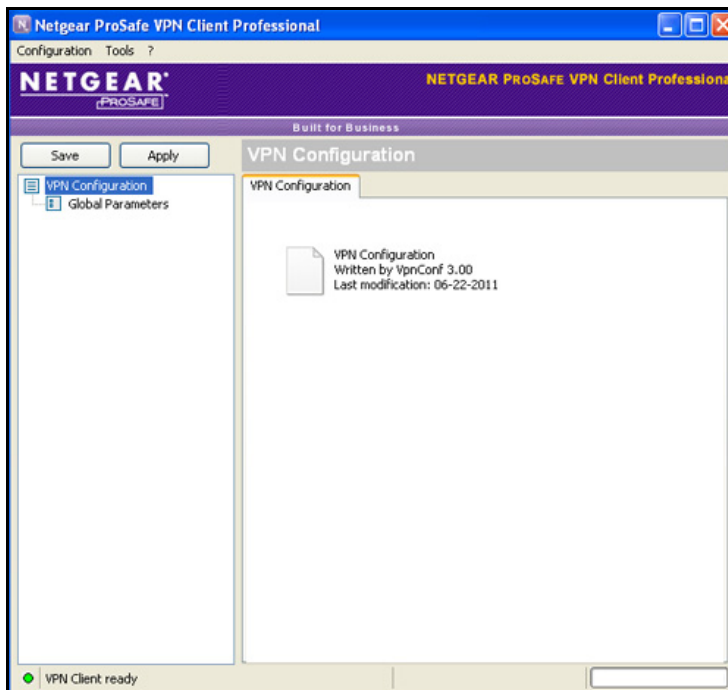 Netgear ProSafe VPN Client Professional
Configuration Tools ?
NETGEAR
PROSAFE
NETGEAR PROSAFE VPN Client Professiona
Built for Business
Save Apply
VPN Configuration
VPN Configuration
Global Parameters
VPN Configuration
VPN Configuration
Written by VpnConf 3.00
Last modification: 06-22-2011
VPN Client ready